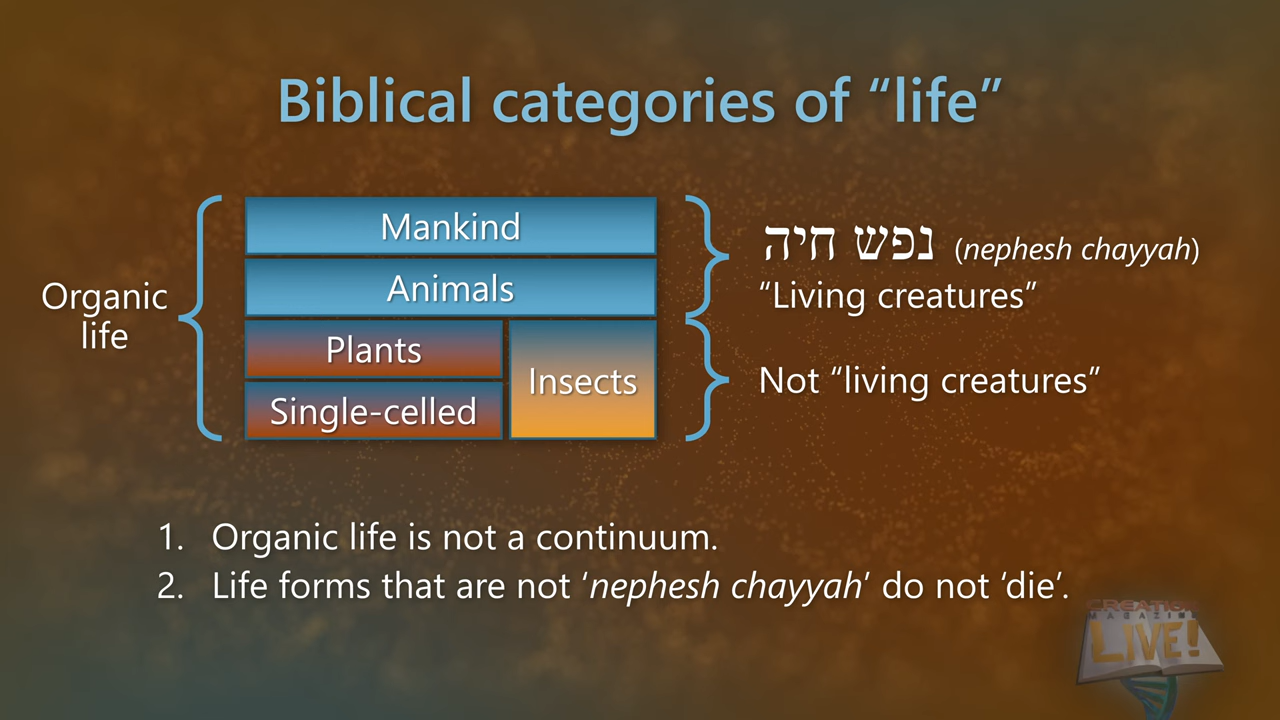 Biblical categories of “life”
Organic
life
Mankind
Animals
Plants
Single-celled
Insects
נפש חיה (nephesh chayyah)
“Living creatures”
Not “living creatures”
1. Organic life is not a continuum.
2. Life forms that are not ‘nephesh chayyah’ do not ‘die’.
CREATION
MAGAZINE
LIVE!